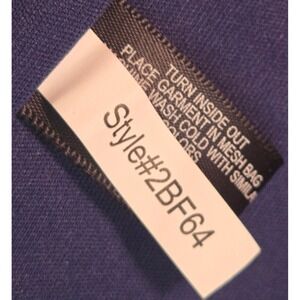 TURN INSIDE OUT
PLACE GARMENT IN MESH BAG
WASH COLD WITH
Style#2BF64